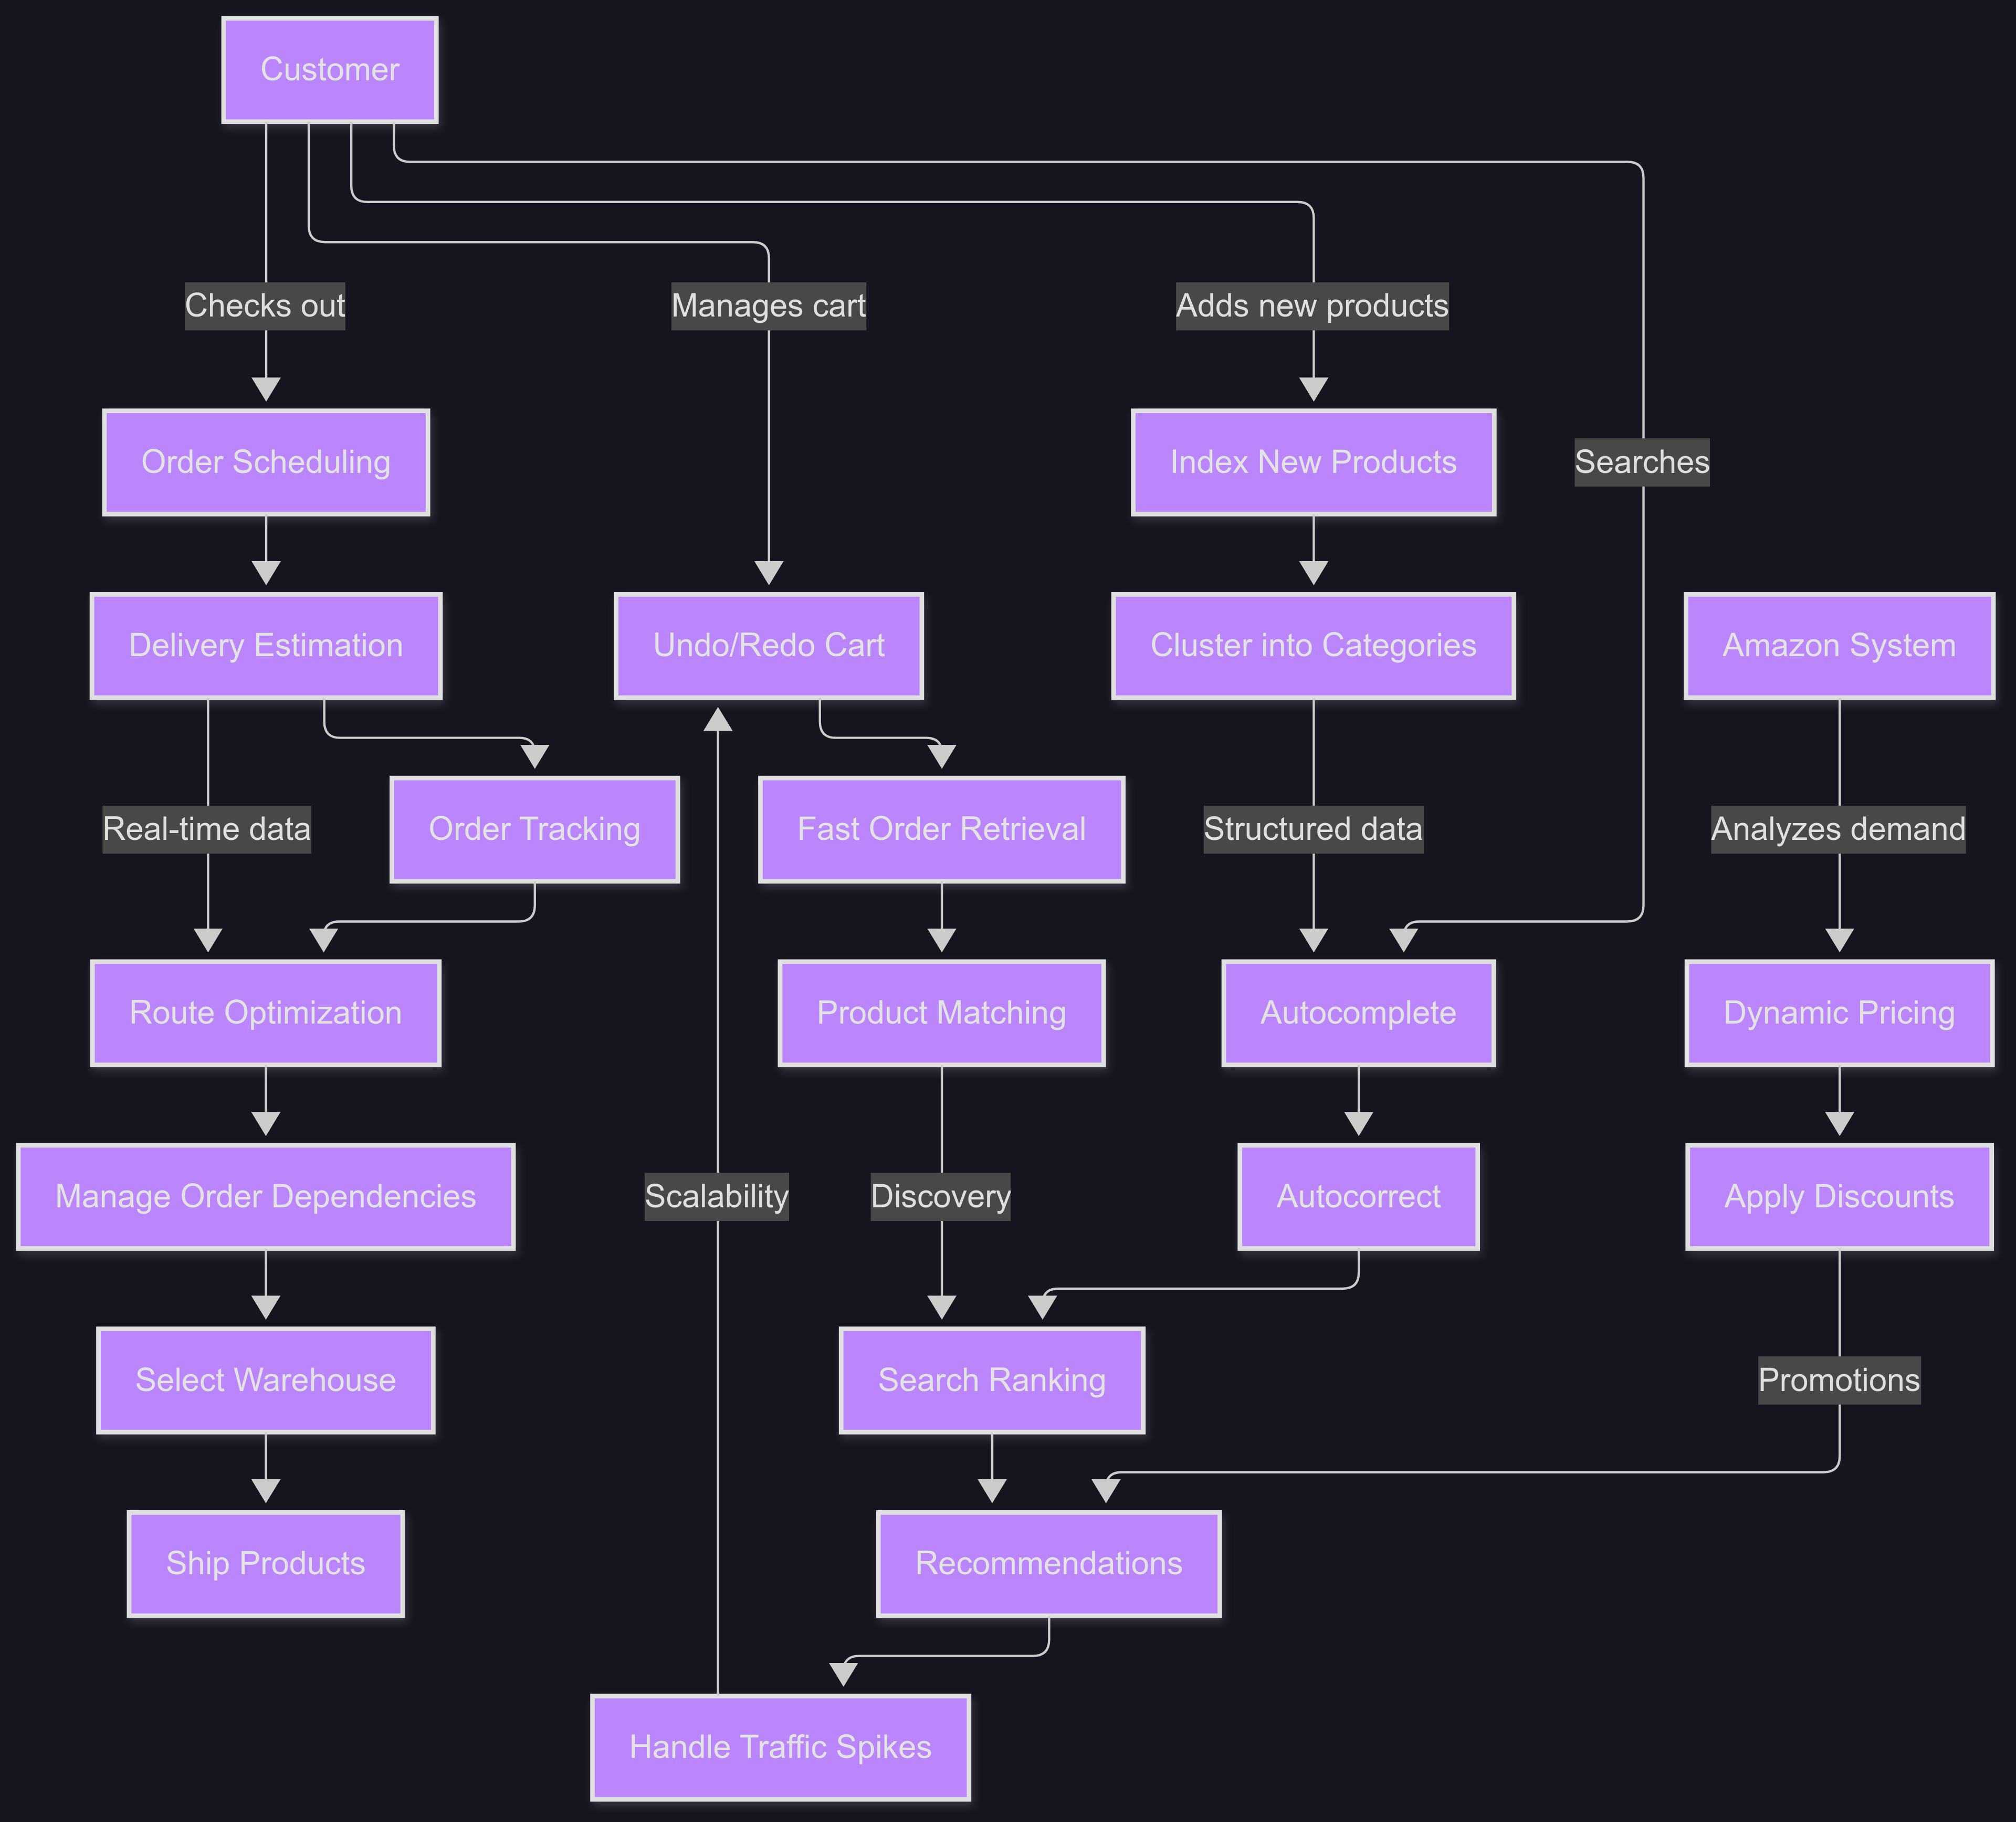 Customer
Checks out
Manages cart
Adds new products
Order Scheduling
Index New Products
Searches
Delivery Estimation
Undo/Redo Cart
Cluster into Categories
Amazon System
Real-time data
Order Tracking
Fast Order Retrieval
Structured data
Analyzes demand
Route Optimization
Product Matching
Autocomplete
Dynamic Pricing
Manage Order Dependencies
Scalability
Discovery
Autocorrect
Apply Discounts
Select Warehouse
Search Ranking
Promotions
Ship Products
Recommendations
Handle Traffic Spikes